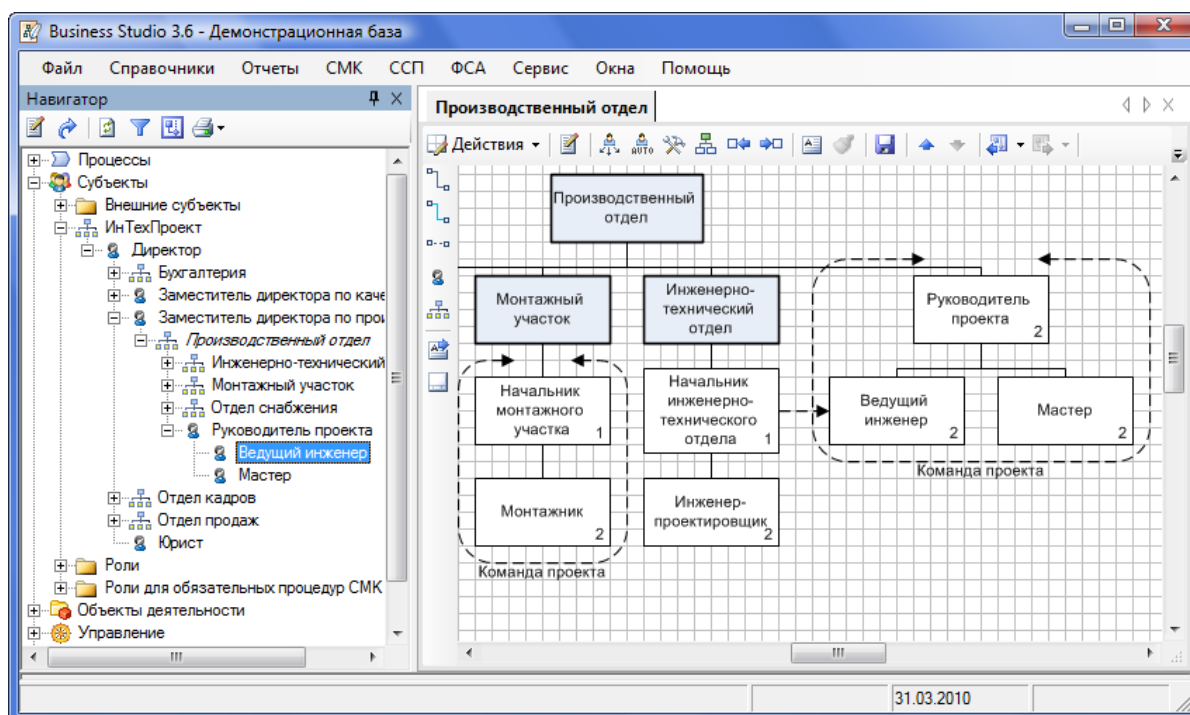 Business Studio 3.6 - Демонстрационная база
Файл Справочники Отчеты СМК ССП ФСА Сервис Окна Помощь
Навигатор
Процессы
Субъекты
Внешние субъекты
ИнТехПроект
Директор
Бухгалтерия
Заместитель директора по каче
Заместитель директора по прои
Производственный отдел
Инженерно-технический
Монтажный участок
Отдел снабжения
Руководитель проекта
Ведущий инженер
Мастер
Отдел кадров
Отдел продаж
Юрист
Роли
Роли для обязательных процедур СМК
Объекты деятельности
Управление
Производственный отдел
Действия
AUTO
Производственный
отдел
Монтажный
участок
Инженерно-
технический
отдел
Руководитель
проекта
2
Начальник
монтажного
участка
1
Начальник
инженерно-
технического
отдела
1
Ведущий
инженер
2
Мастер
2
Команда проекта
Монтажник
2
Инженер-
проектировщик
2
Команда проекта
31.03.2010